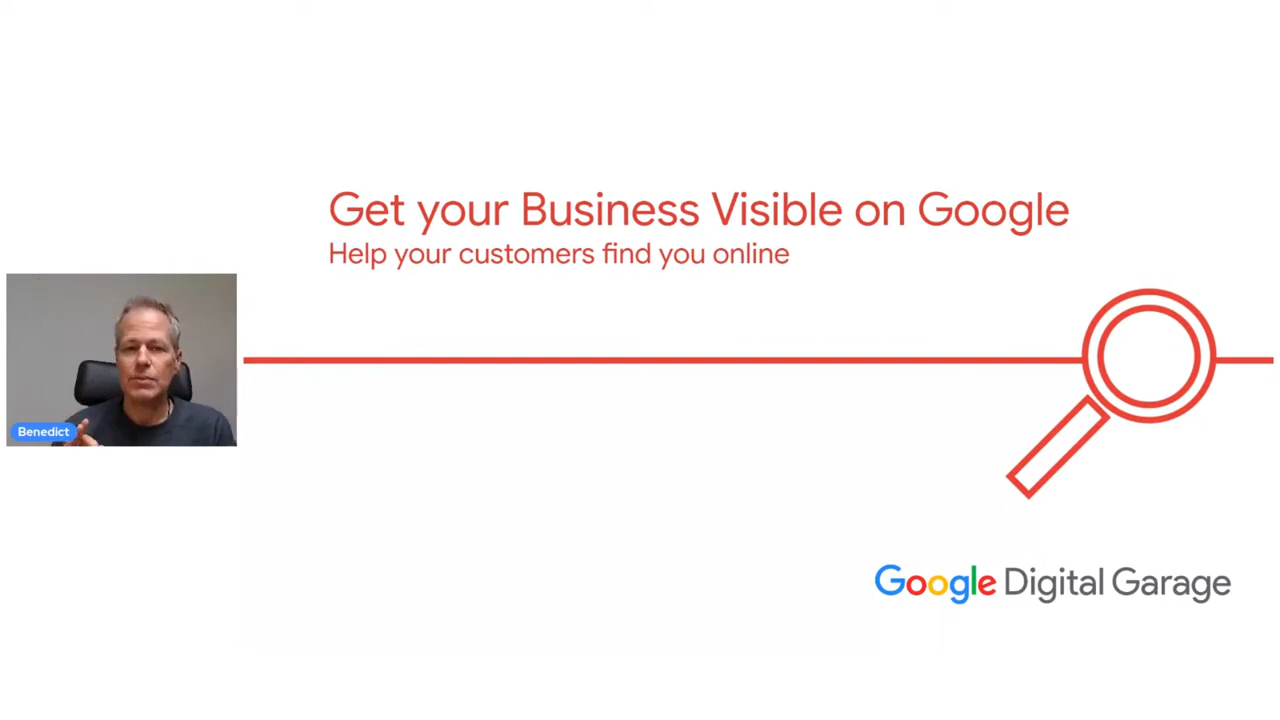 Get your Business Visible on Google
Help your customers find you online
Benedict
Google Digital Garage